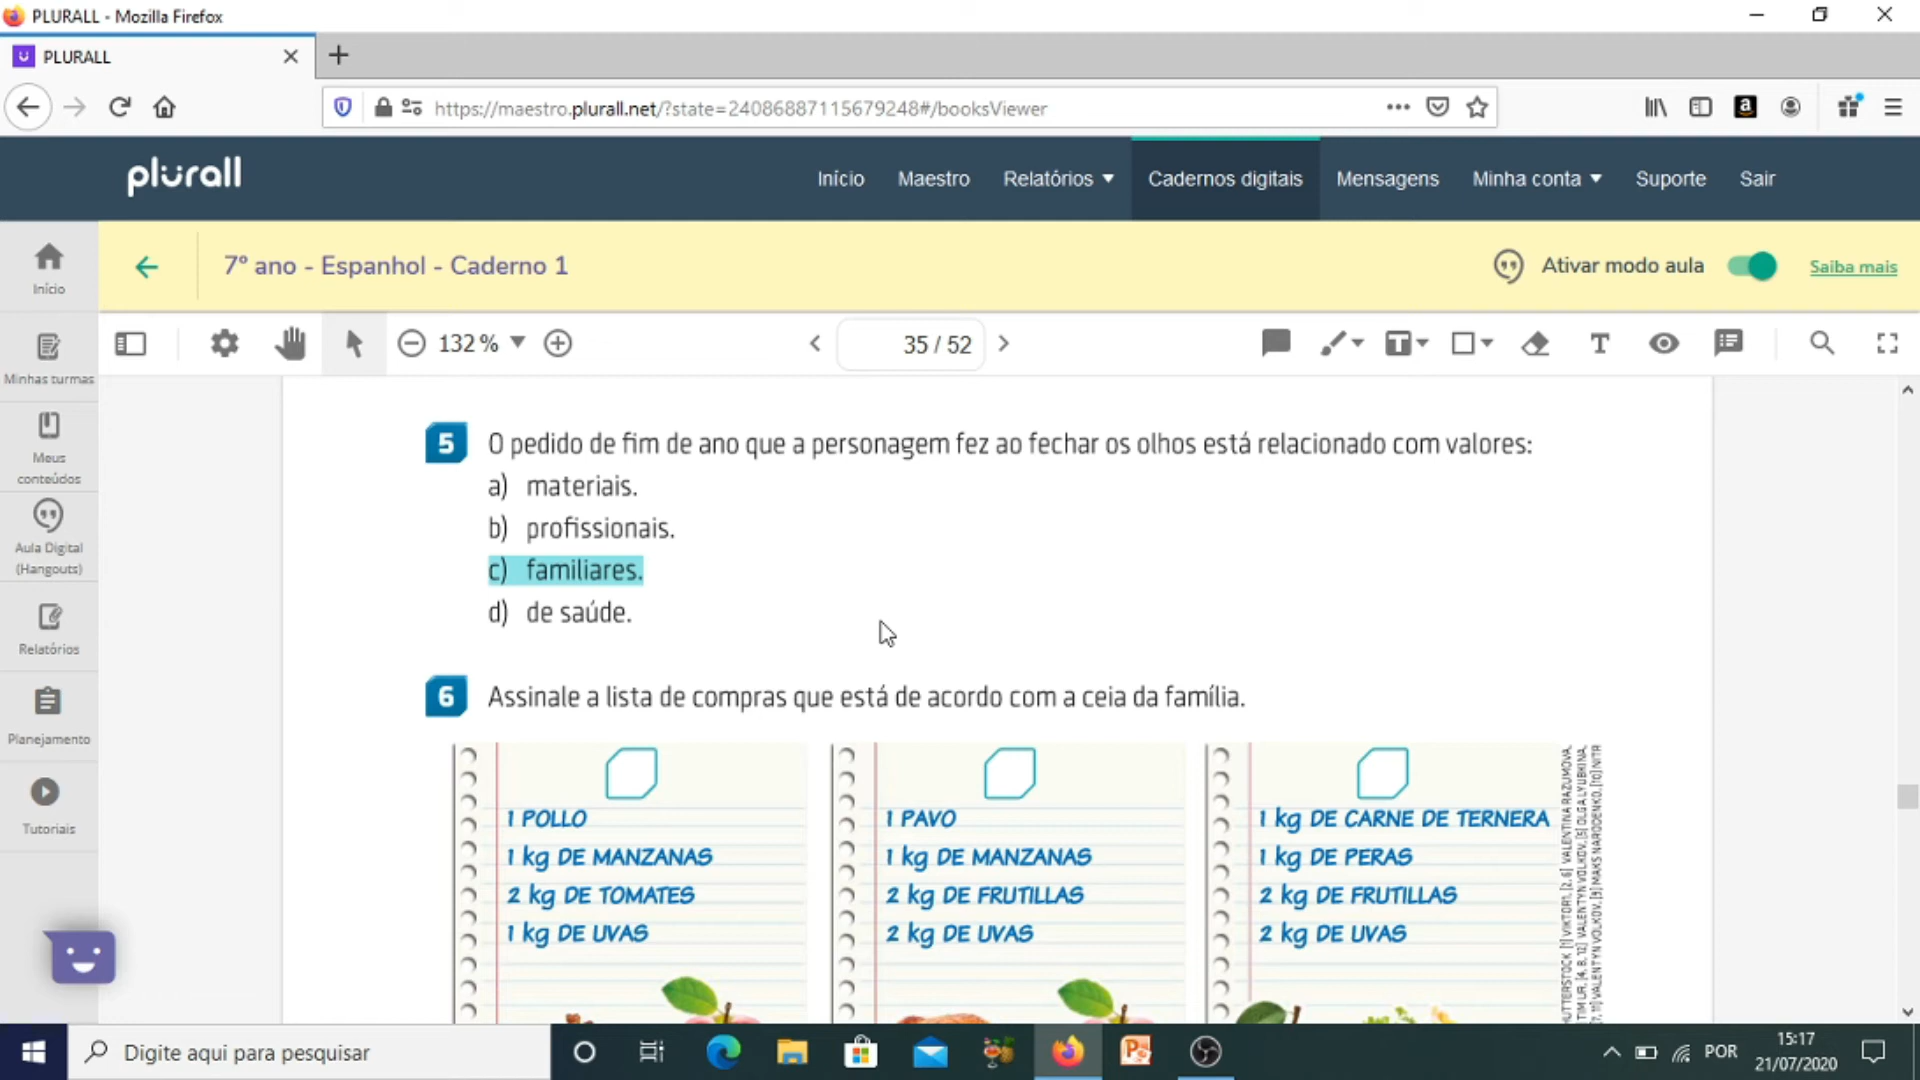 PLURALL - Mozilla Firefox
PLURALL
https://maestro.plurall.net/?state=24086887115679248#/booksViewer
plurall
Início Maestro Relatórios Cadernos digitais Mensagens Minha conta Suporte Sair
7º ano - Espanhol - Caderno 1
Ativar modo aula
Saiba mais
Início
Minhas turmas
Meus
conteúdos
Aula Digital
(Hangouts)
Relatórios
Planejamento
Tutoriais
132 %
35 / 52
5 O pedido de fim de ano que a personagem fez ao fechar os olhos está relacionado com valores:
a) materiais.
b) profissionais.
c) familiares.
d) de saúde.
6 Assinale a lista de compras que está de acordo com a ceia da família.
1 POLLO
1 kg DE MANZANAS
2 kg DE TOMATES
1 kg DE UVAS
1 PAVO
1 kg DE MANZANAS
2 kg DE FRUTILLAS
2 kg DE UVAS
1 kg DE CARNE DE TERNERA
1 kg DE PERAS
2 kg DE FRUTILLAS
2 kg DE UVAS
Digite aqui para pesquisar
POR
15:17
21/07/2020